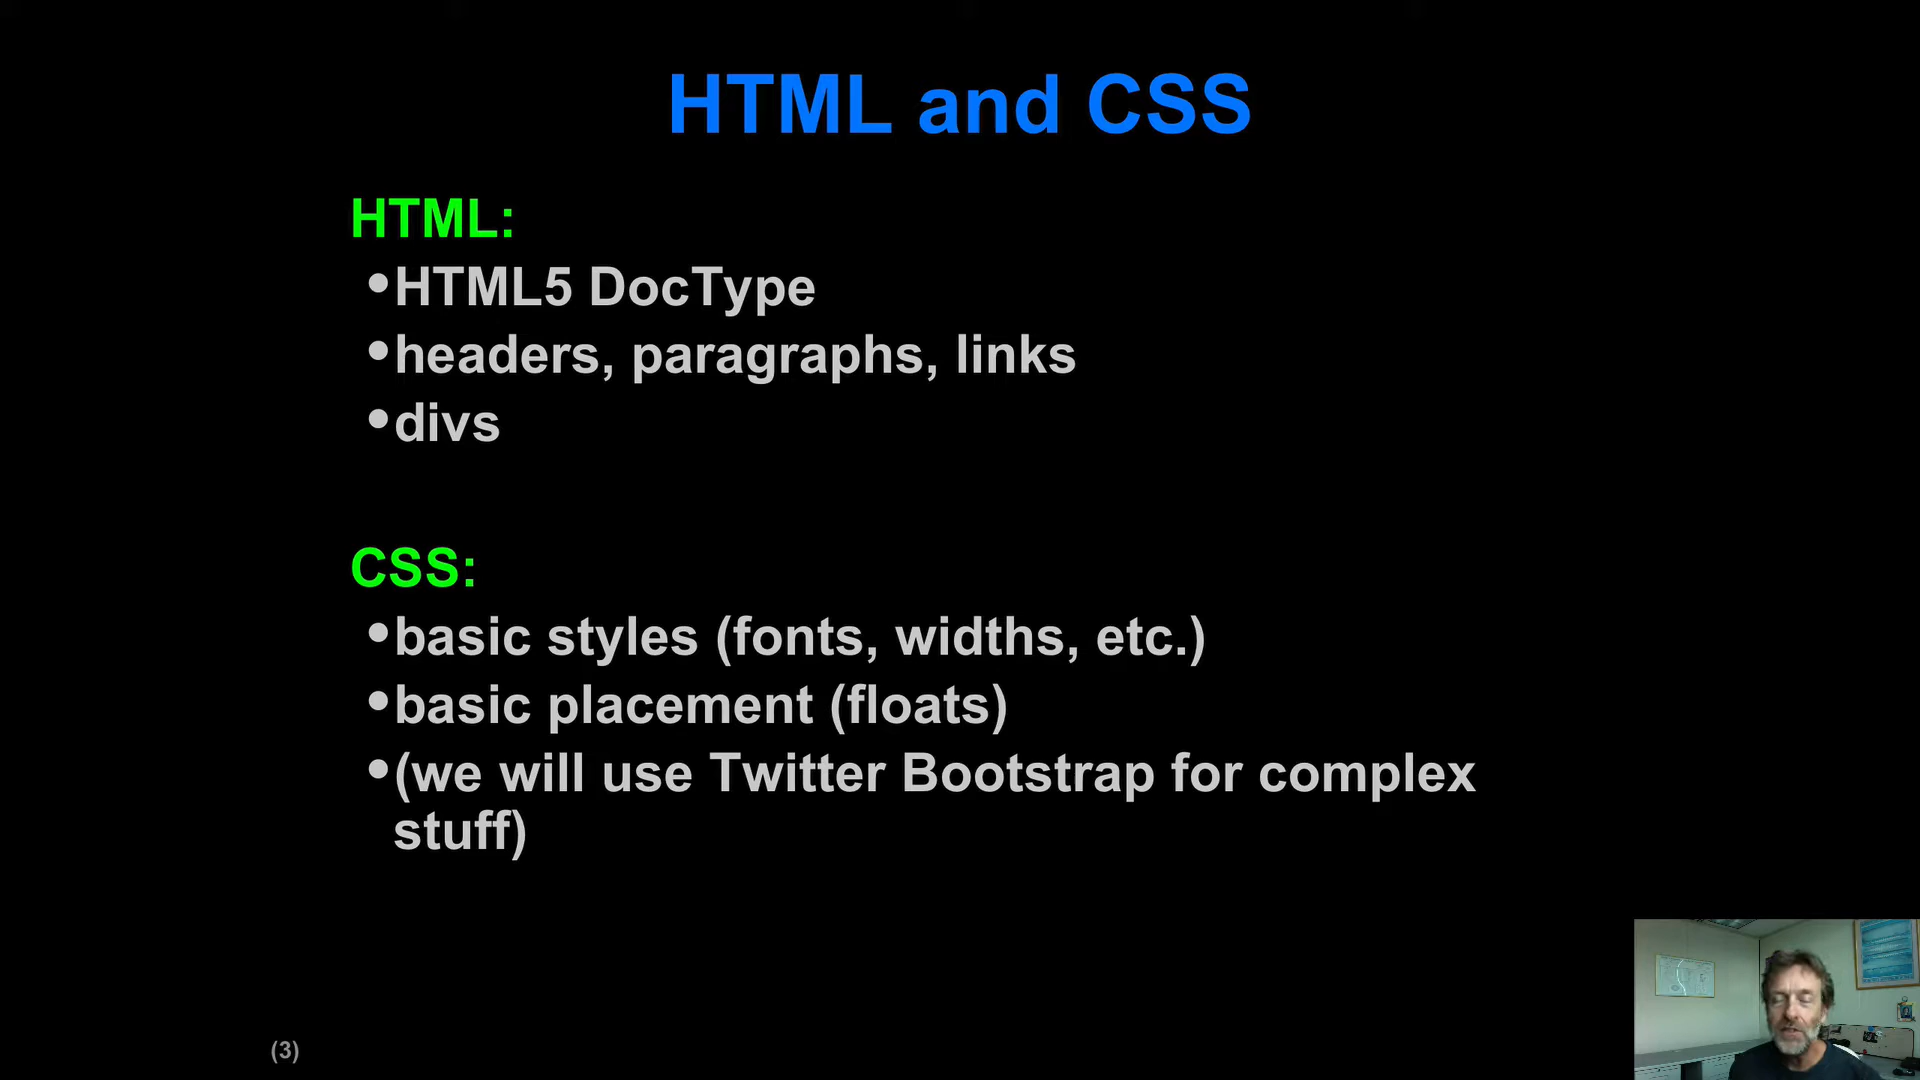 HTML and CSS
HTML:
•HTML5 DocType
•headers, paragraphs, links
•divs
CSS:
•basic styles (fonts, widths, etc.)
•basic placement (floats)
•(we will use Twitter Bootstrap for complex
stuff)
(3)